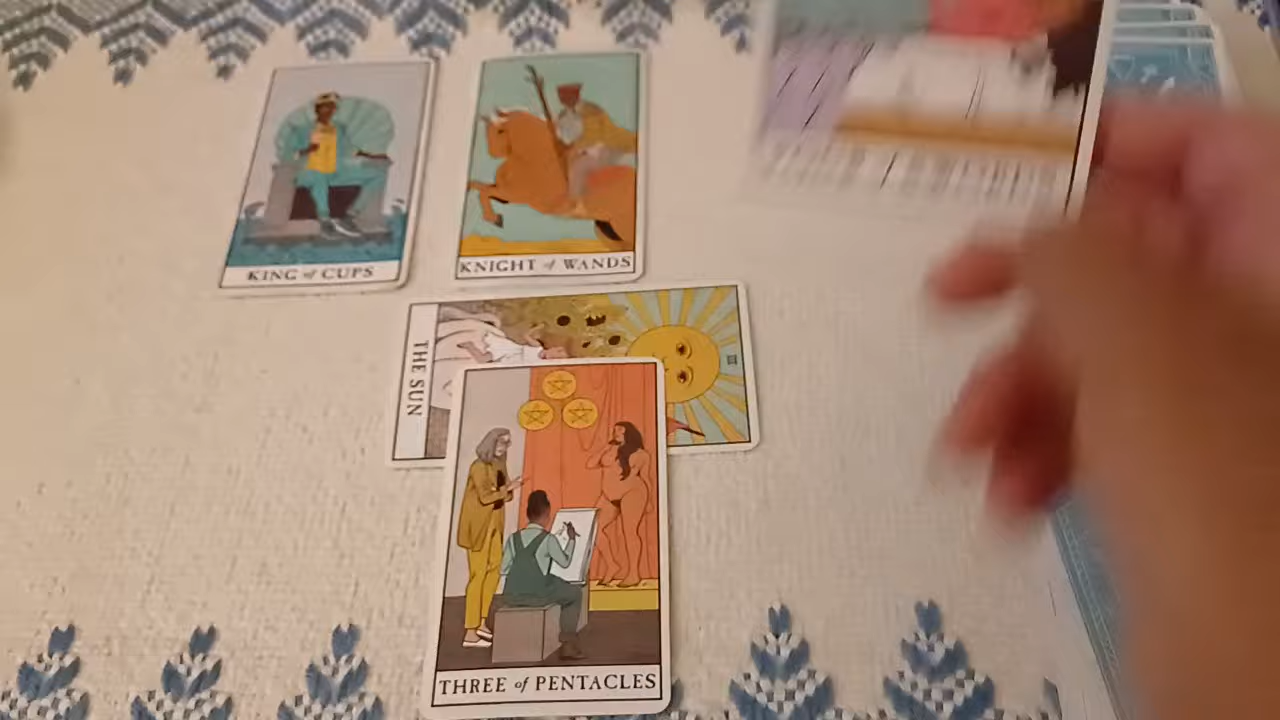 KING of CUPS
KNIGHT of WANDS
THE SUN
THREE of PENTACLES